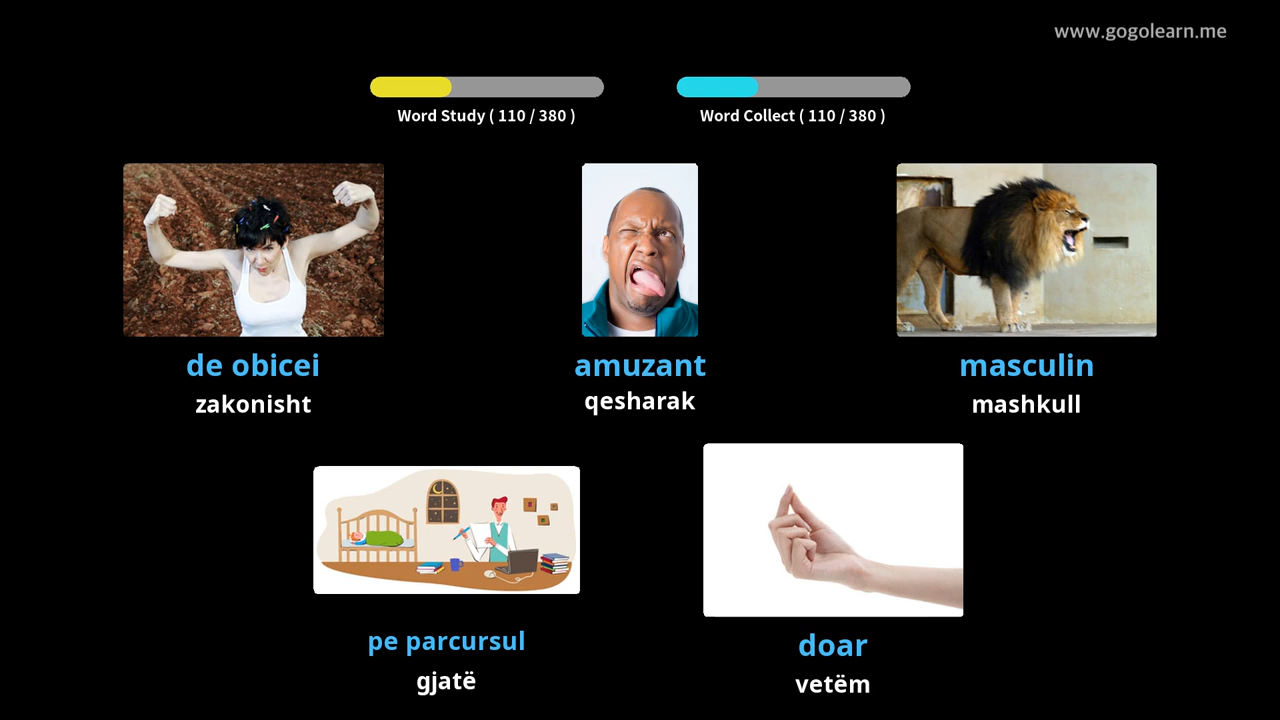 www.gogolearn.me
Word Study ( 110 / 380 )
Word Collect ( 110 / 380 )
de obicei
zakonisht
amuzant
qesharak
masculin
mashkull
pe parcursul
gjatë
doar
vetëm